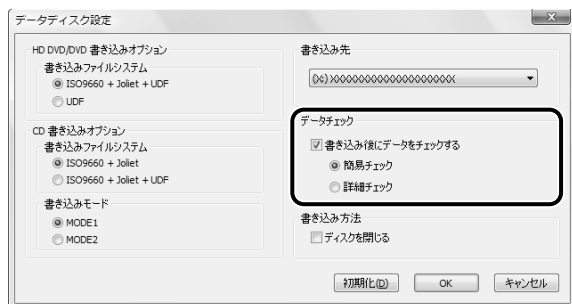 データディスク設定
HD DVD/DVD 書き込みオプション
書き込みファイルシステム
ISO9660 + Joliet + UDF
UDF
CD 書き込みオプション
書き込みファイルシステム
ISO9660 + Joliet
ISO9660 + Joliet + UDF
書き込みモード
MODE1
MODE2
書き込み先
データチェック
書き込み後にデータをチェックする
簡易チェック
詳細チェック
書き込み方法
ディスクを閉じる
初期化(D)
OK
キャンセル